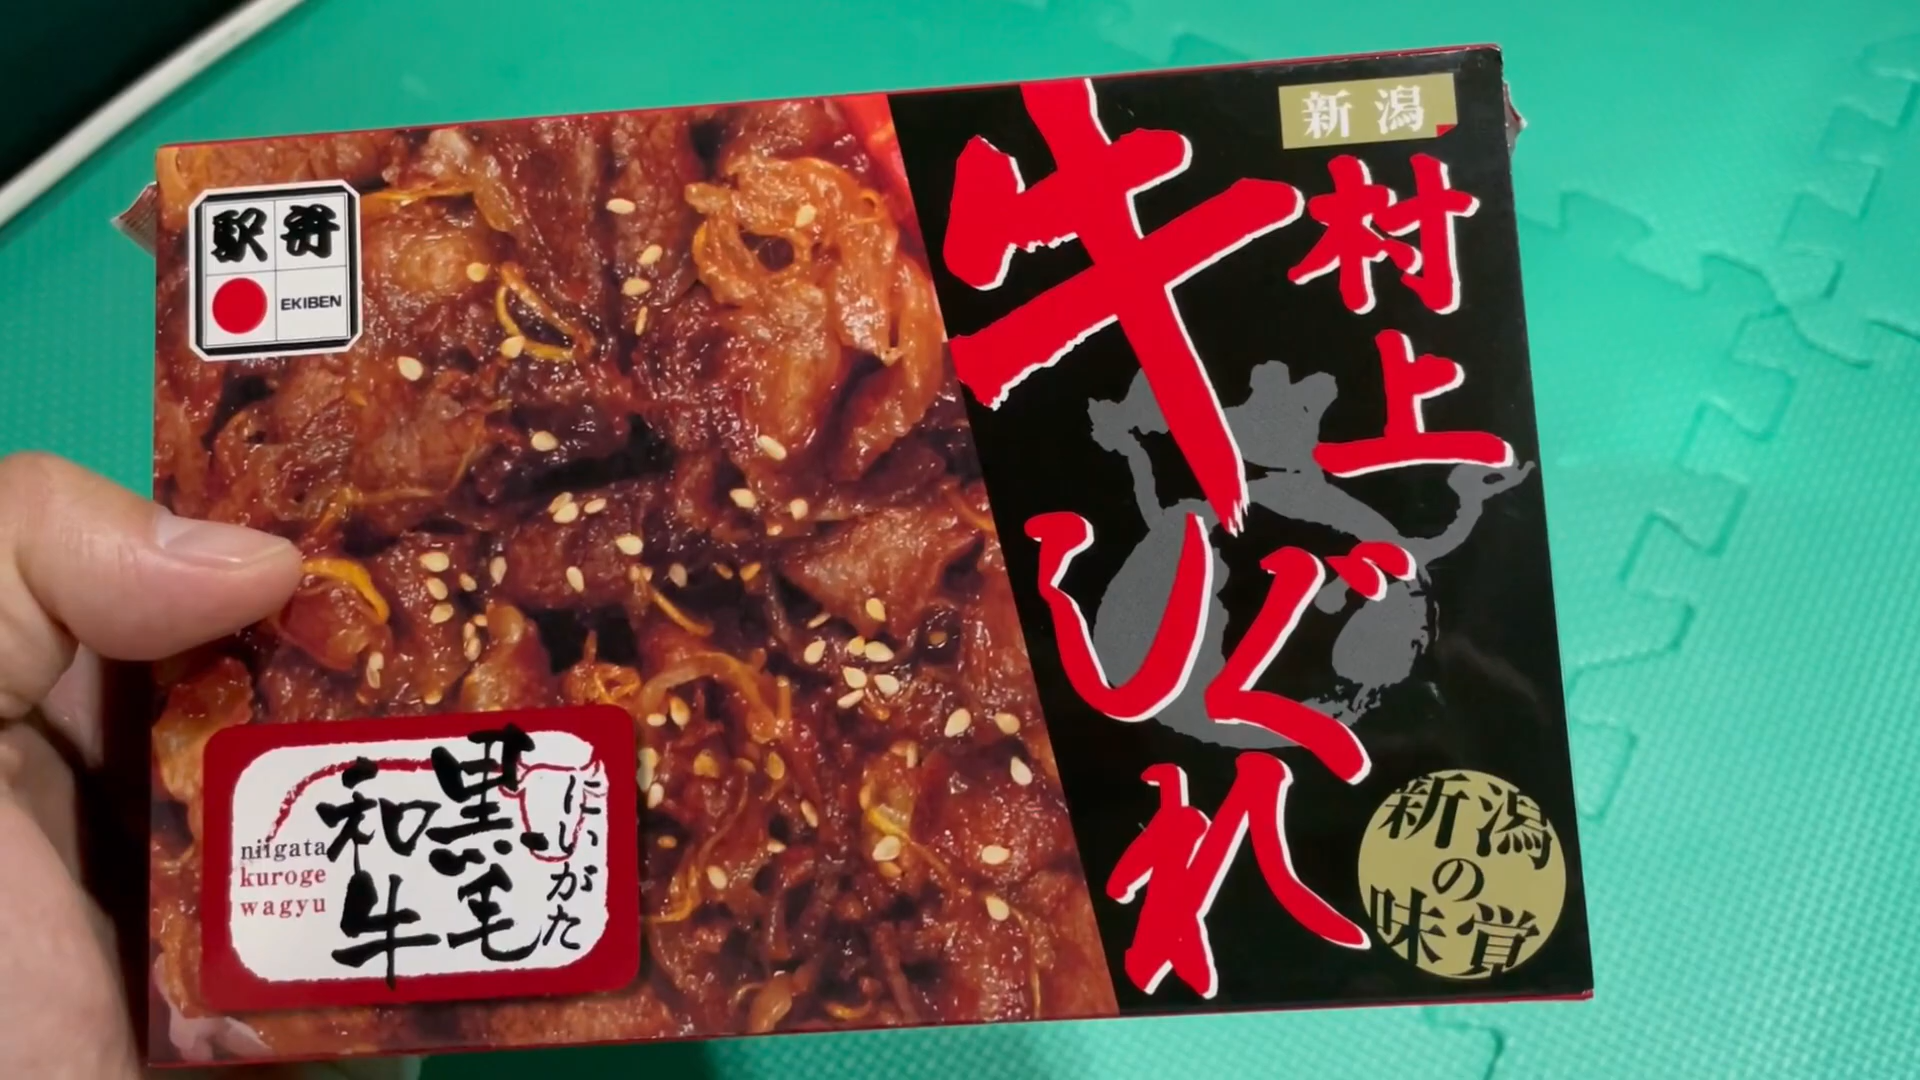 新潟
村上
牛しぐれ
新潟
の
味覚
駅弁
EKIBEN
にいがた
黒毛
和牛
niigata
kuroge
wagyu